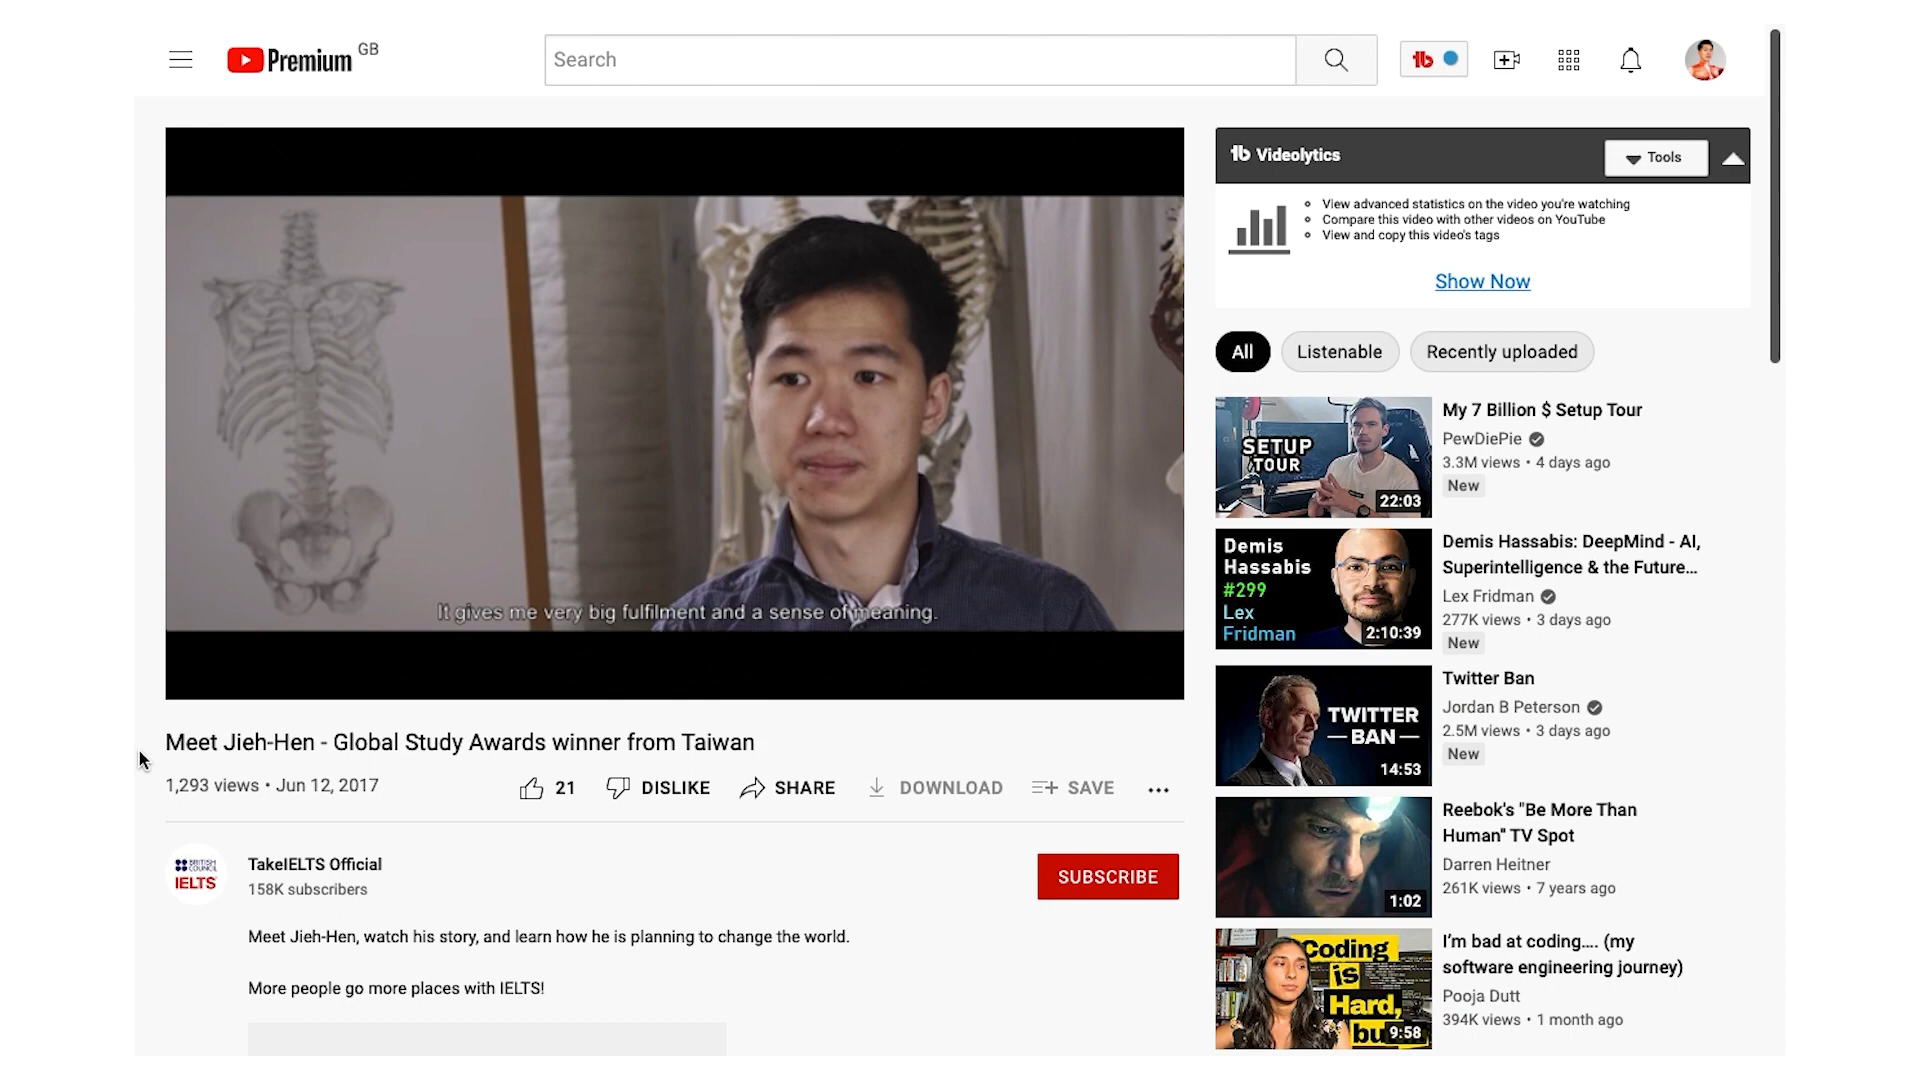 Premium GB
Search
Videolytics
Tools
View advanced statistics on the video you're watching
Compare this video with other videos on YouTube
View and copy this video's tags
Show Now
All
Listenable
Recently uploaded
It gives me very big fulfilment and a sense of meaning.
Meet Jieh-Hen - Global Study Awards winner from Taiwan
1,293 views • Jun 12, 2017
21
DISLIKE
SHARE
DOWNLOAD
SAVE
BRITISH
COUNCIL
IELTS
TakeIELTS Official
158K subscribers
SUBSCRIBE
Meet Jieh-Hen, watch his story, and learn how he is planning to change the world.
More people go more places with IELTS!
SETUP
TOUR
22:03
My 7 Billion $ Setup Tour
PewDiePie
3.3M views • 4 days ago
New
Demis
Hassabis
#299
Lex
Fridman
2:10:39
Demis Hassabis: DeepMind - AI,
Superintelligence & the Future...
Lex Fridman
277K views • 3 days ago
New
TWITTER
BAN
14:53
Twitter Ban
Jordan B Peterson
2.5M views • 3 days ago
New
1:02
Reebok's "Be More Than
Human" TV Spot
Darren Heitner
261K views • 7 years ago
Coding
is
Hard,
bu
9:58
I'm bad at coding.... (my
software engineering journey)
Pooja Dutt
394K views • 1 month ago